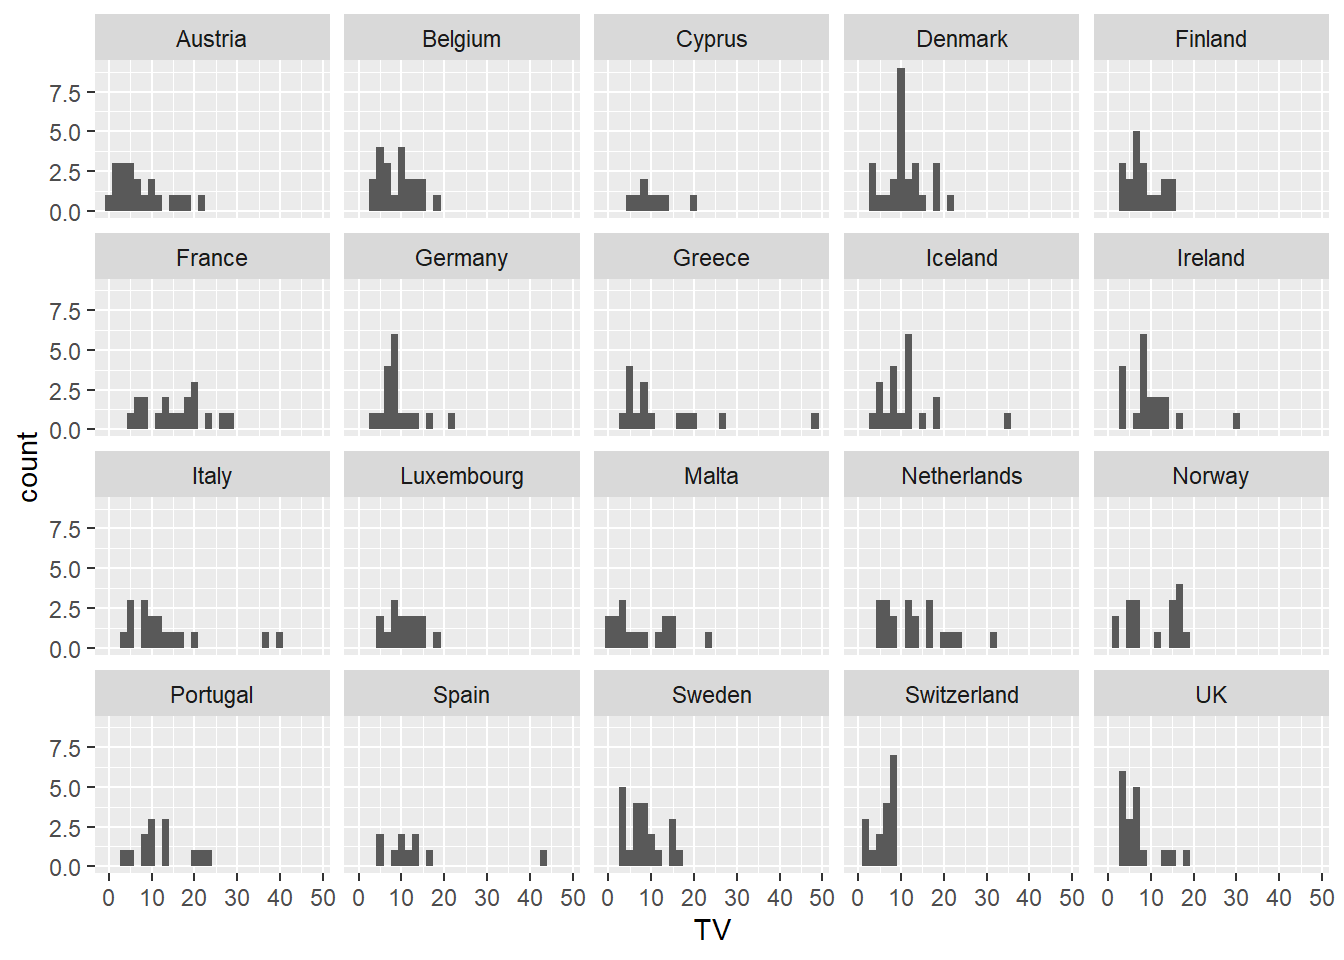 Austria Belgium Cyprus Denmark Finland
7.5
5.0
2.5
0.0
France Germany Greece Iceland Ireland
7.5
5.0
2.5
0.0
count
Italy Luxembourg Malta Netherlands Norway
7.5
5.0
2.5
0.0
Portugal Spain Sweden Switzerland UK
7.5
5.0
2.5
0.0
0 10 20 30 40 50 0 10 20 30 40 50 0 10 20 30 40 50 0 10 20 30 40 50 0 10 20 30 40 50
TV